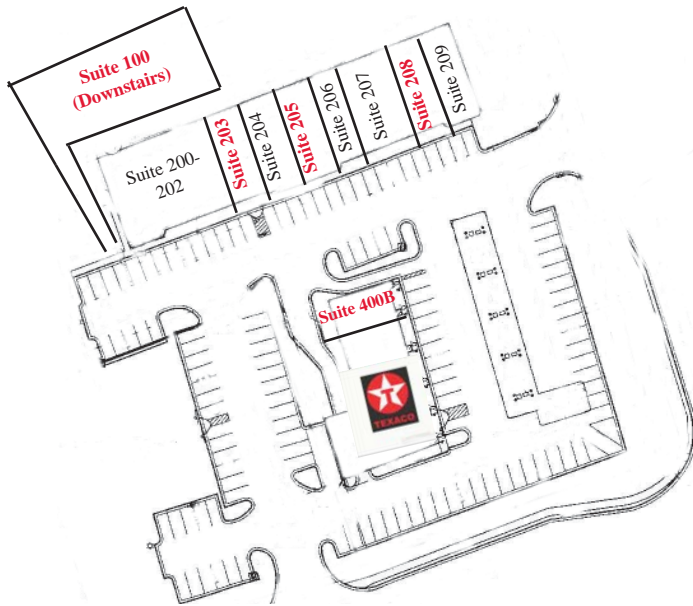 Suite 100
(Downstairs)
Suite 200-
202
Suite 203
Suite 204
Suite 205
Suite 206
Suite 207
Suite 208
Suite 209
Suite 400B
T
TEXACO